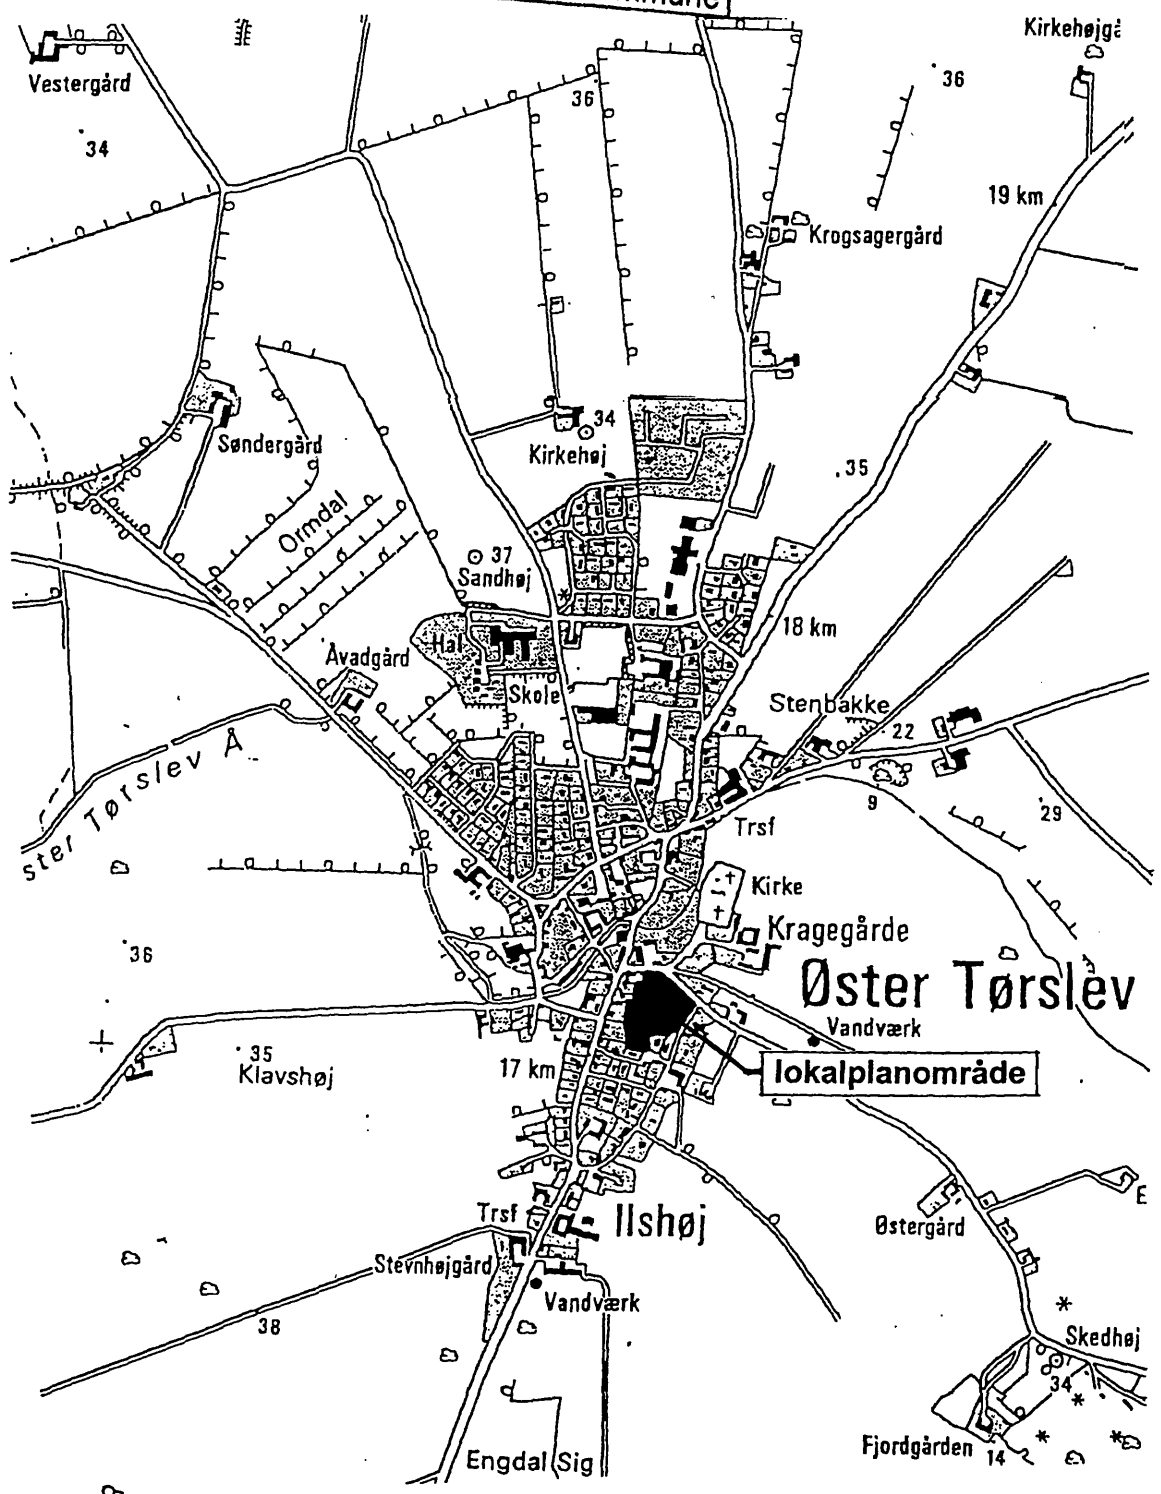 Vestergård
34
36
Kirkehøjg
36
19 km
Krogsagergård
Søndergård
34
Kirkehøj
35
Ormdal
37
Sandhøj
18 km
Hal
Åvadgård
Skole
Stenbakke
22
ster Tørslev Å
9
29
Trsf
Kirke
Kragegårde
36
Øster Tørslev
Vandværk
35
Klavshøj
17 km
lokalplanområde
Ilshøj
Trsf
Østergård
E
Stevnhøjgård
Vandværk
38
Skedhøj
34
Fjordgården
14
Engdal Sig